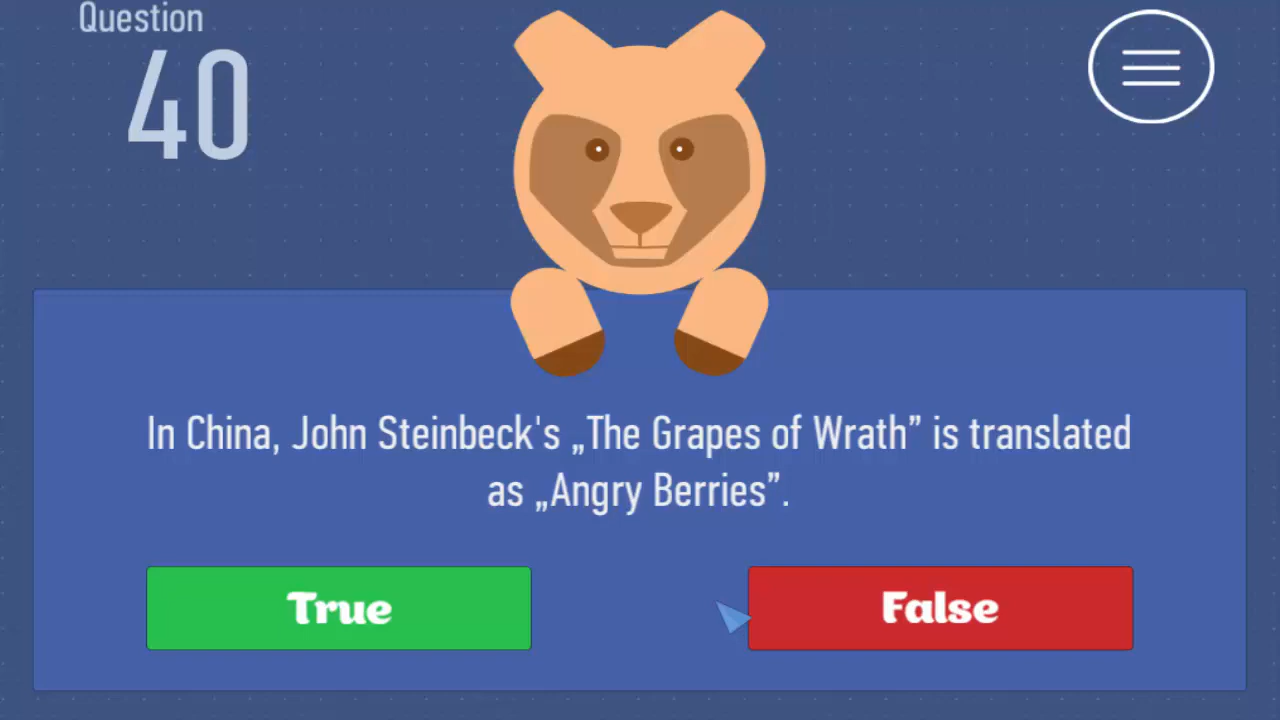 Question
40
In China, John Steinbeck's „The Grapes of Wrath” is translated
as „Angry Berries”.
True
False